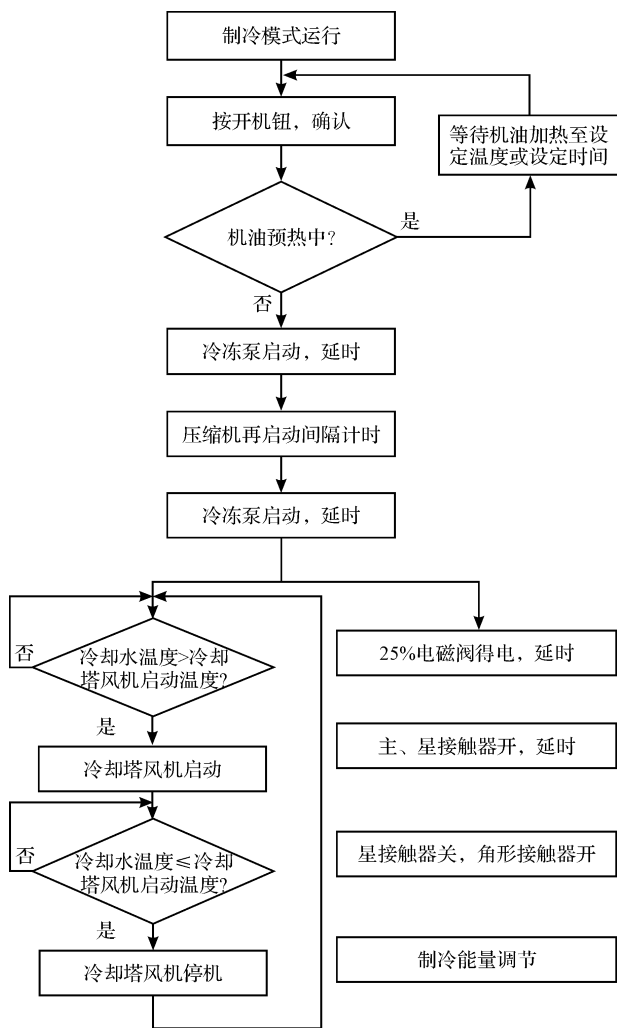 制冷模式运行
按开机钮，确认
等待机油加热至设
定温度或设定时间
机油预热中?
是
否
冷冻泵启动，延时
压缩机再启动间隔计时
冷冻泵启动，延时
否
冷却水温度>冷却
塔风机启动温度?
是
冷却塔风机启动
否
冷却水温度≤冷却
塔风机启动温度?
是
冷却塔风机停机
25%电磁阀得电，延时
主、星接触器开，延时
星接触器关，角形接触器开
制冷能量调节